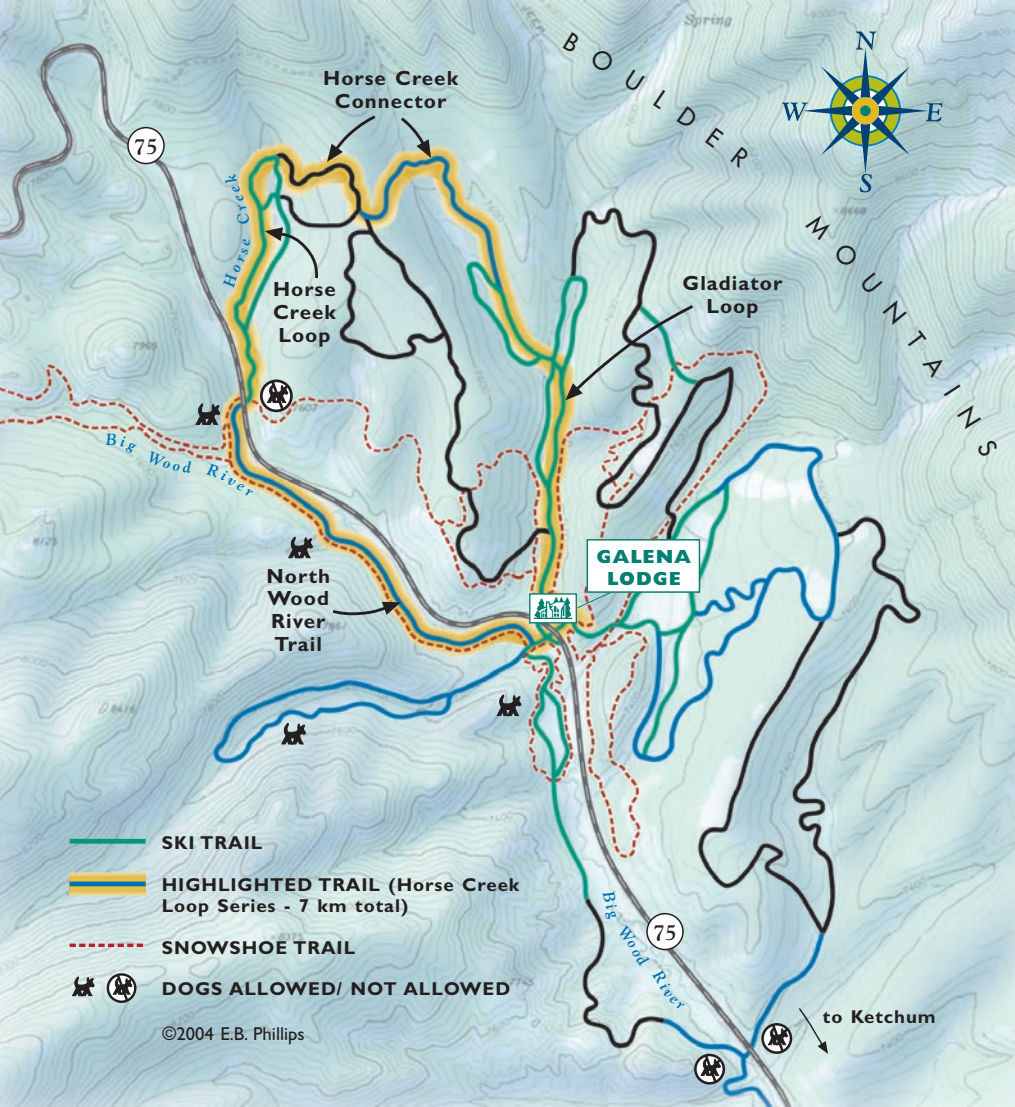 Spring
BOULDER
MOUNTAINS
N
W
E
S
Horse Creek
Connector
75
Horse Creek
Horse
Creek
Loop
Gladiator
Loop
Big Wood River
GALENA
LODGE
North
Wood
River
Trail
SKI TRAIL
HIGHLIGHTED TRAIL (Horse Creek
Loop Series - 7 km total)
SNOWSHOE TRAIL
DOGS ALLOWED/ NOT ALLOWED
©2004 E.B. Phillips
Big Wood River
75
to Ketchum